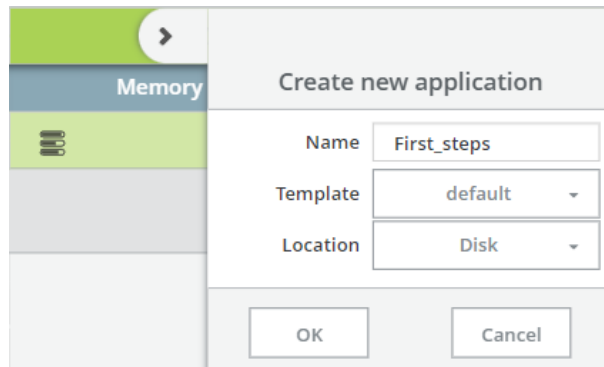 Memory
Create new application
Name First_steps
Template default
Location Disk
OK Cancel